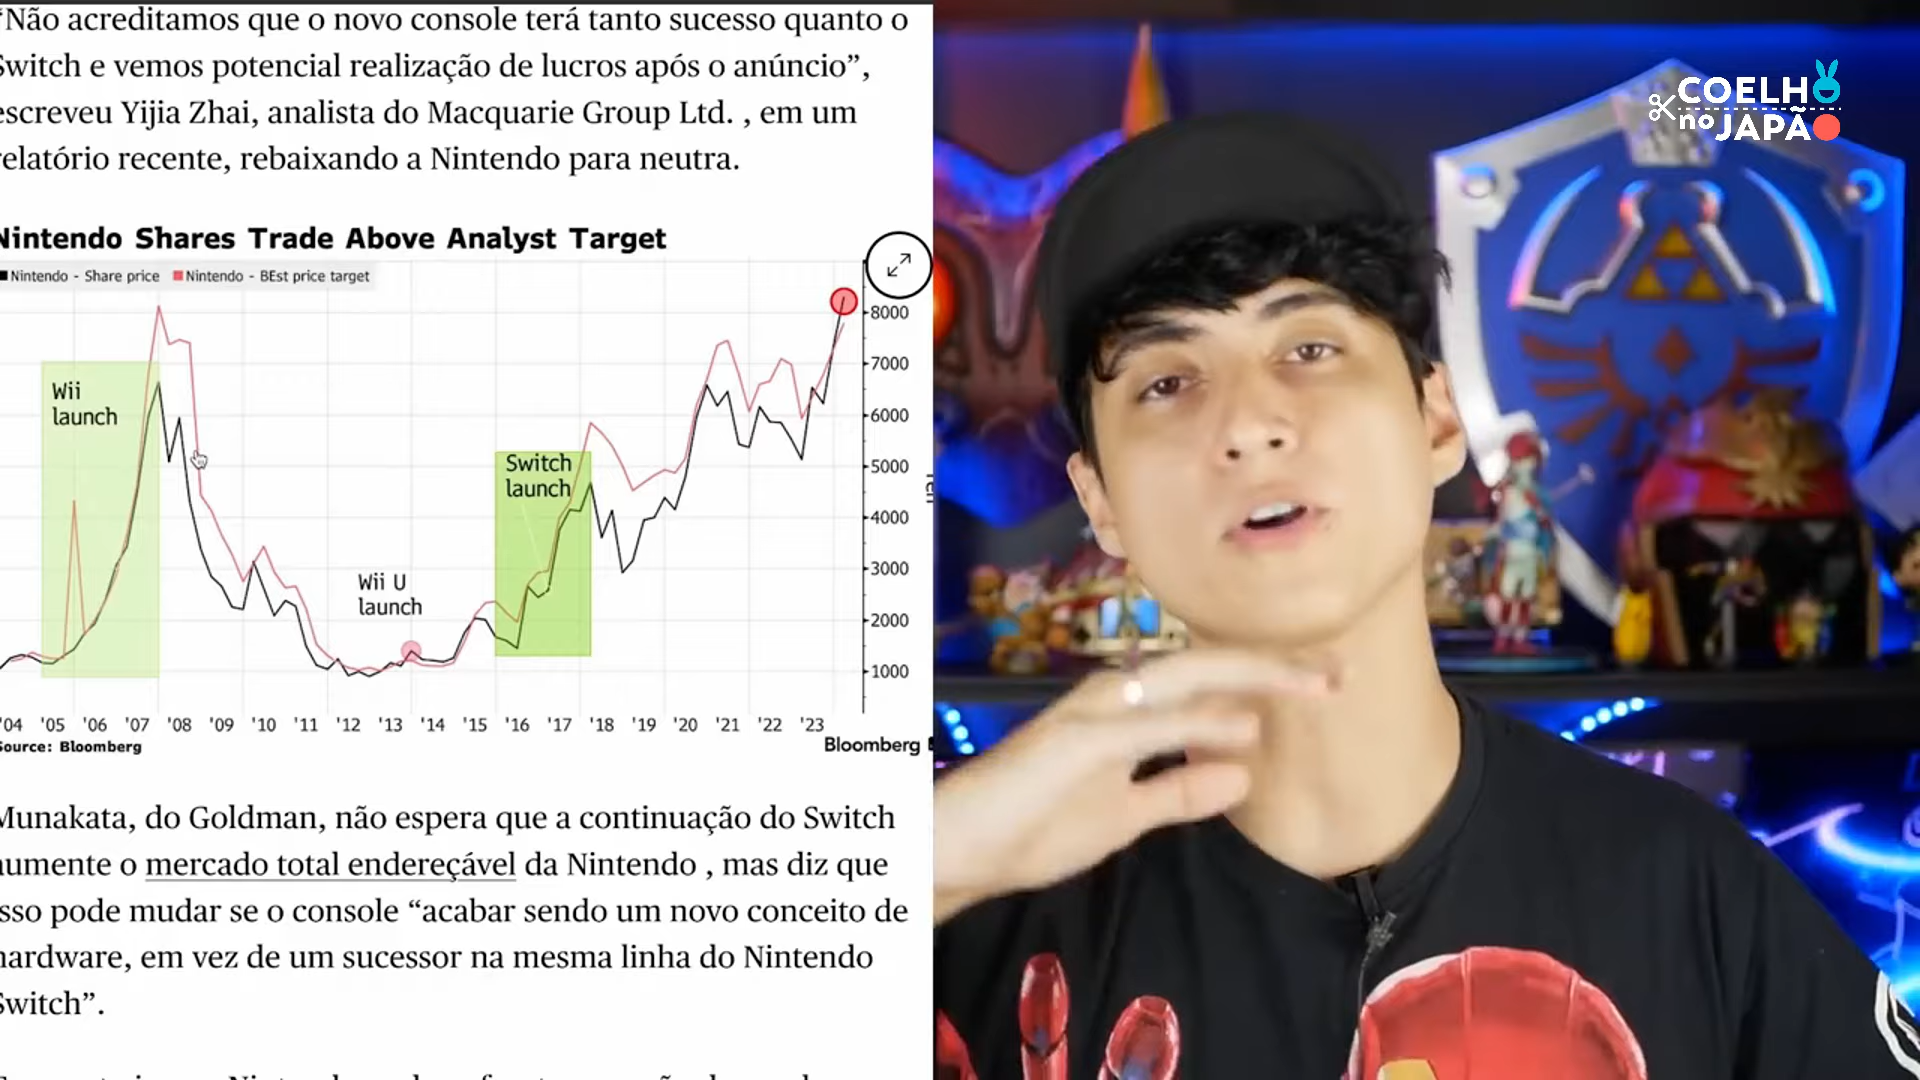 “Não acreditamos que o novo console terá tanto sucesso quanto o
Switch e vemos potencial realização de lucros após o anúncio”,
escreveu Yijia Zhai, analista do Macquarie Group Ltd. , em um
relatório recente, rebaixando a Nintendo para neutra.
COELHO
no JAPÃO
Nintendo Shares Trade Above Analyst Target
Nintendo - Share price Nintendo - BEst price target
8000
7000
6000
5000
4000
3000
2000
1000
Wii
launch
Switch
launch
Wii U
launch
'04 '05 '06 '07 '08 '09 '10 '11 '12 '13 '14 '15 '16 '17 '18 '19 '20 '21 '22 '23
Source: Bloomberg
Bloomberg
Munakata, do Goldman, não espera que a continuação do Switch
aumente o mercado total endereçável da Nintendo , mas diz que
isso pode mudar se o console “acabar sendo um novo conceito de
hardware, em vez de um sucessor na mesma linha do Nintendo
Switch”.